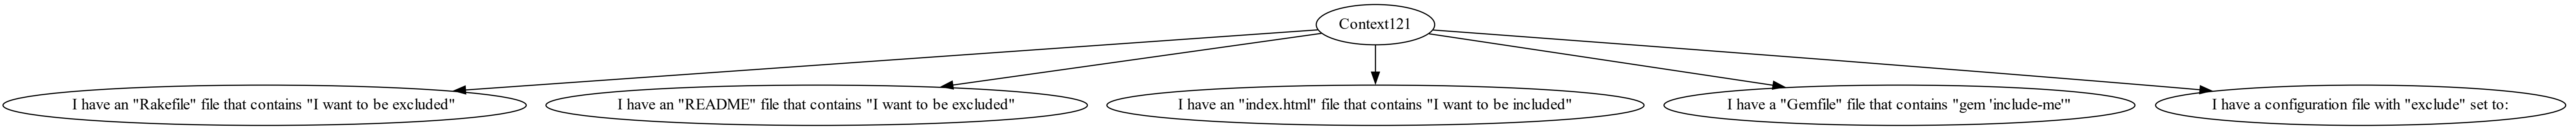 Context121
I have an "Rakefile" file that contains "I want to be excluded"
I have an "README" file that contains "I want to be excluded"
I have an "index.html" file that contains "I want to be included"
I have a "Gemfile" file that contains "gem 'include-me'"
I have a configuration file with "exclude" set to: